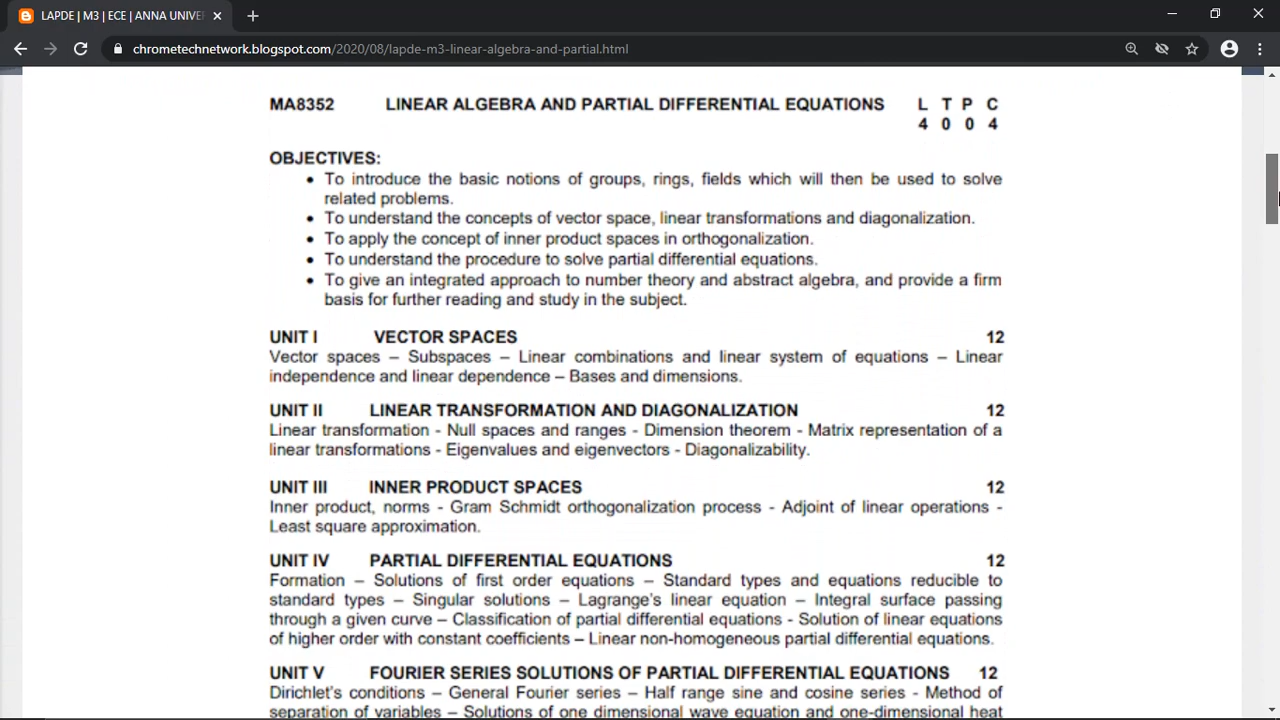 LAPDE | M3 | ECE | ANNA UNIVE
chrometechnetwork.blogspot.com/2020/08/lapde-m3-linear-algebra-and-partial.html
MA8352 LINEAR ALGEBRA AND PARTIAL DIFFERENTIAL EQUATIONS L T P C
4 0 0 4
OBJECTIVES:
• To introduce the basic notions of groups, rings, fields which will then be used to solve
related problems.
• To understand the concepts of vector space, linear transformations and diagonalization.
• To apply the concept of inner product spaces in orthogonalization.
• To understand the procedure to solve partial differential equations.
• To give an integrated approach to number theory and abstract algebra, and provide a firm
basis for further reading and study in the subject.
UNIT I VECTOR SPACES 12
Vector spaces – Subspaces – Linear combinations and linear system of equations – Linear
independence and linear dependence – Bases and dimensions.
UNIT II LINEAR TRANSFORMATION AND DIAGONALIZATION 12
Linear transformation - Null spaces and ranges - Dimension theorem - Matrix representation of a
linear transformations - Eigenvalues and eigenvectors - Diagonalizability.
UNIT III INNER PRODUCT SPACES 12
Inner product, norms - Gram Schmidt orthogonalization process - Adjoint of linear operations -
Least square approximation.
UNIT IV PARTIAL DIFFERENTIAL EQUATIONS 12
Formation – Solutions of first order equations – Standard types and equations reducible to
standard types – Singular solutions – Lagrange's linear equation – Integral surface passing
through a given curve – Classification of partial differential equations - Solution of linear equations
of higher order with constant coefficients – Linear non-homogeneous partial differential equations.
UNIT V FOURIER SERIES SOLUTIONS OF PARTIAL DIFFERENTIAL EQUATIONS 12
Dirichlet's conditions – General Fourier series – Half range sine and cosine series - Method of
separation of variables – Solutions of one dimensional wave equation and one-dimensional heat